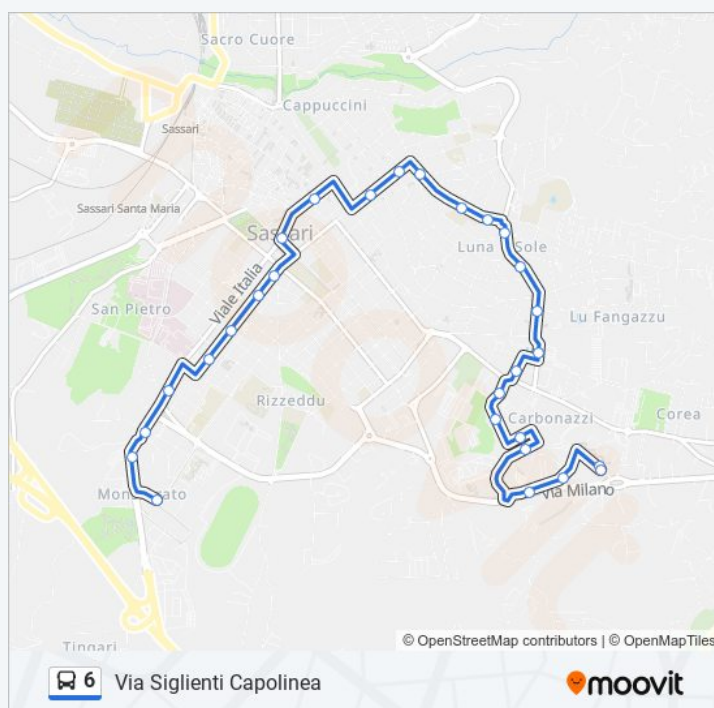 Sacro Cuore
Cappuccini
Sassari
Sassari Santa Maria
Sassari
Luna Sole
Viale Italia
San Pietro
Lu Fangazzu
Rizzeddu
Carbonazzi
Corea
Via Milano
Tingari
© OpenStreetMap contributors | © OpenMapTiles
6 Via Siglienti Capolinea
moovit